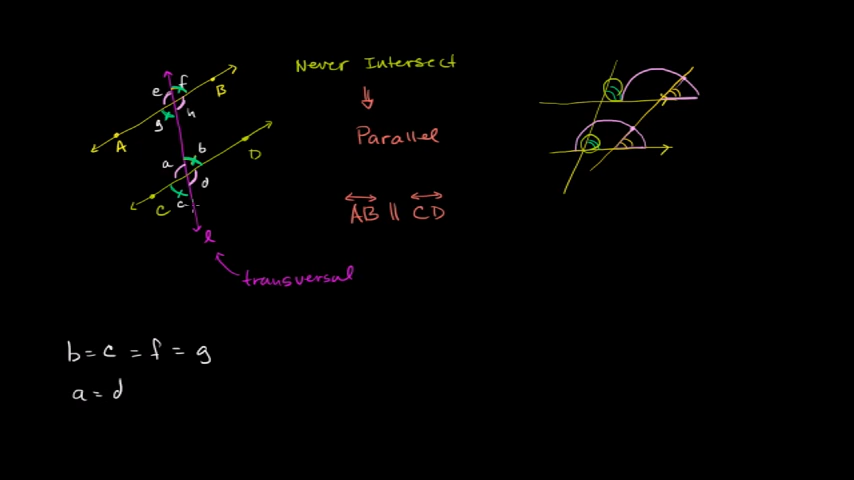 Never Intersect
⇓
Parallel
AB || CD
e f B
g h
A
a b D
d
C c
l
transversal
b = c = f = g
a = d